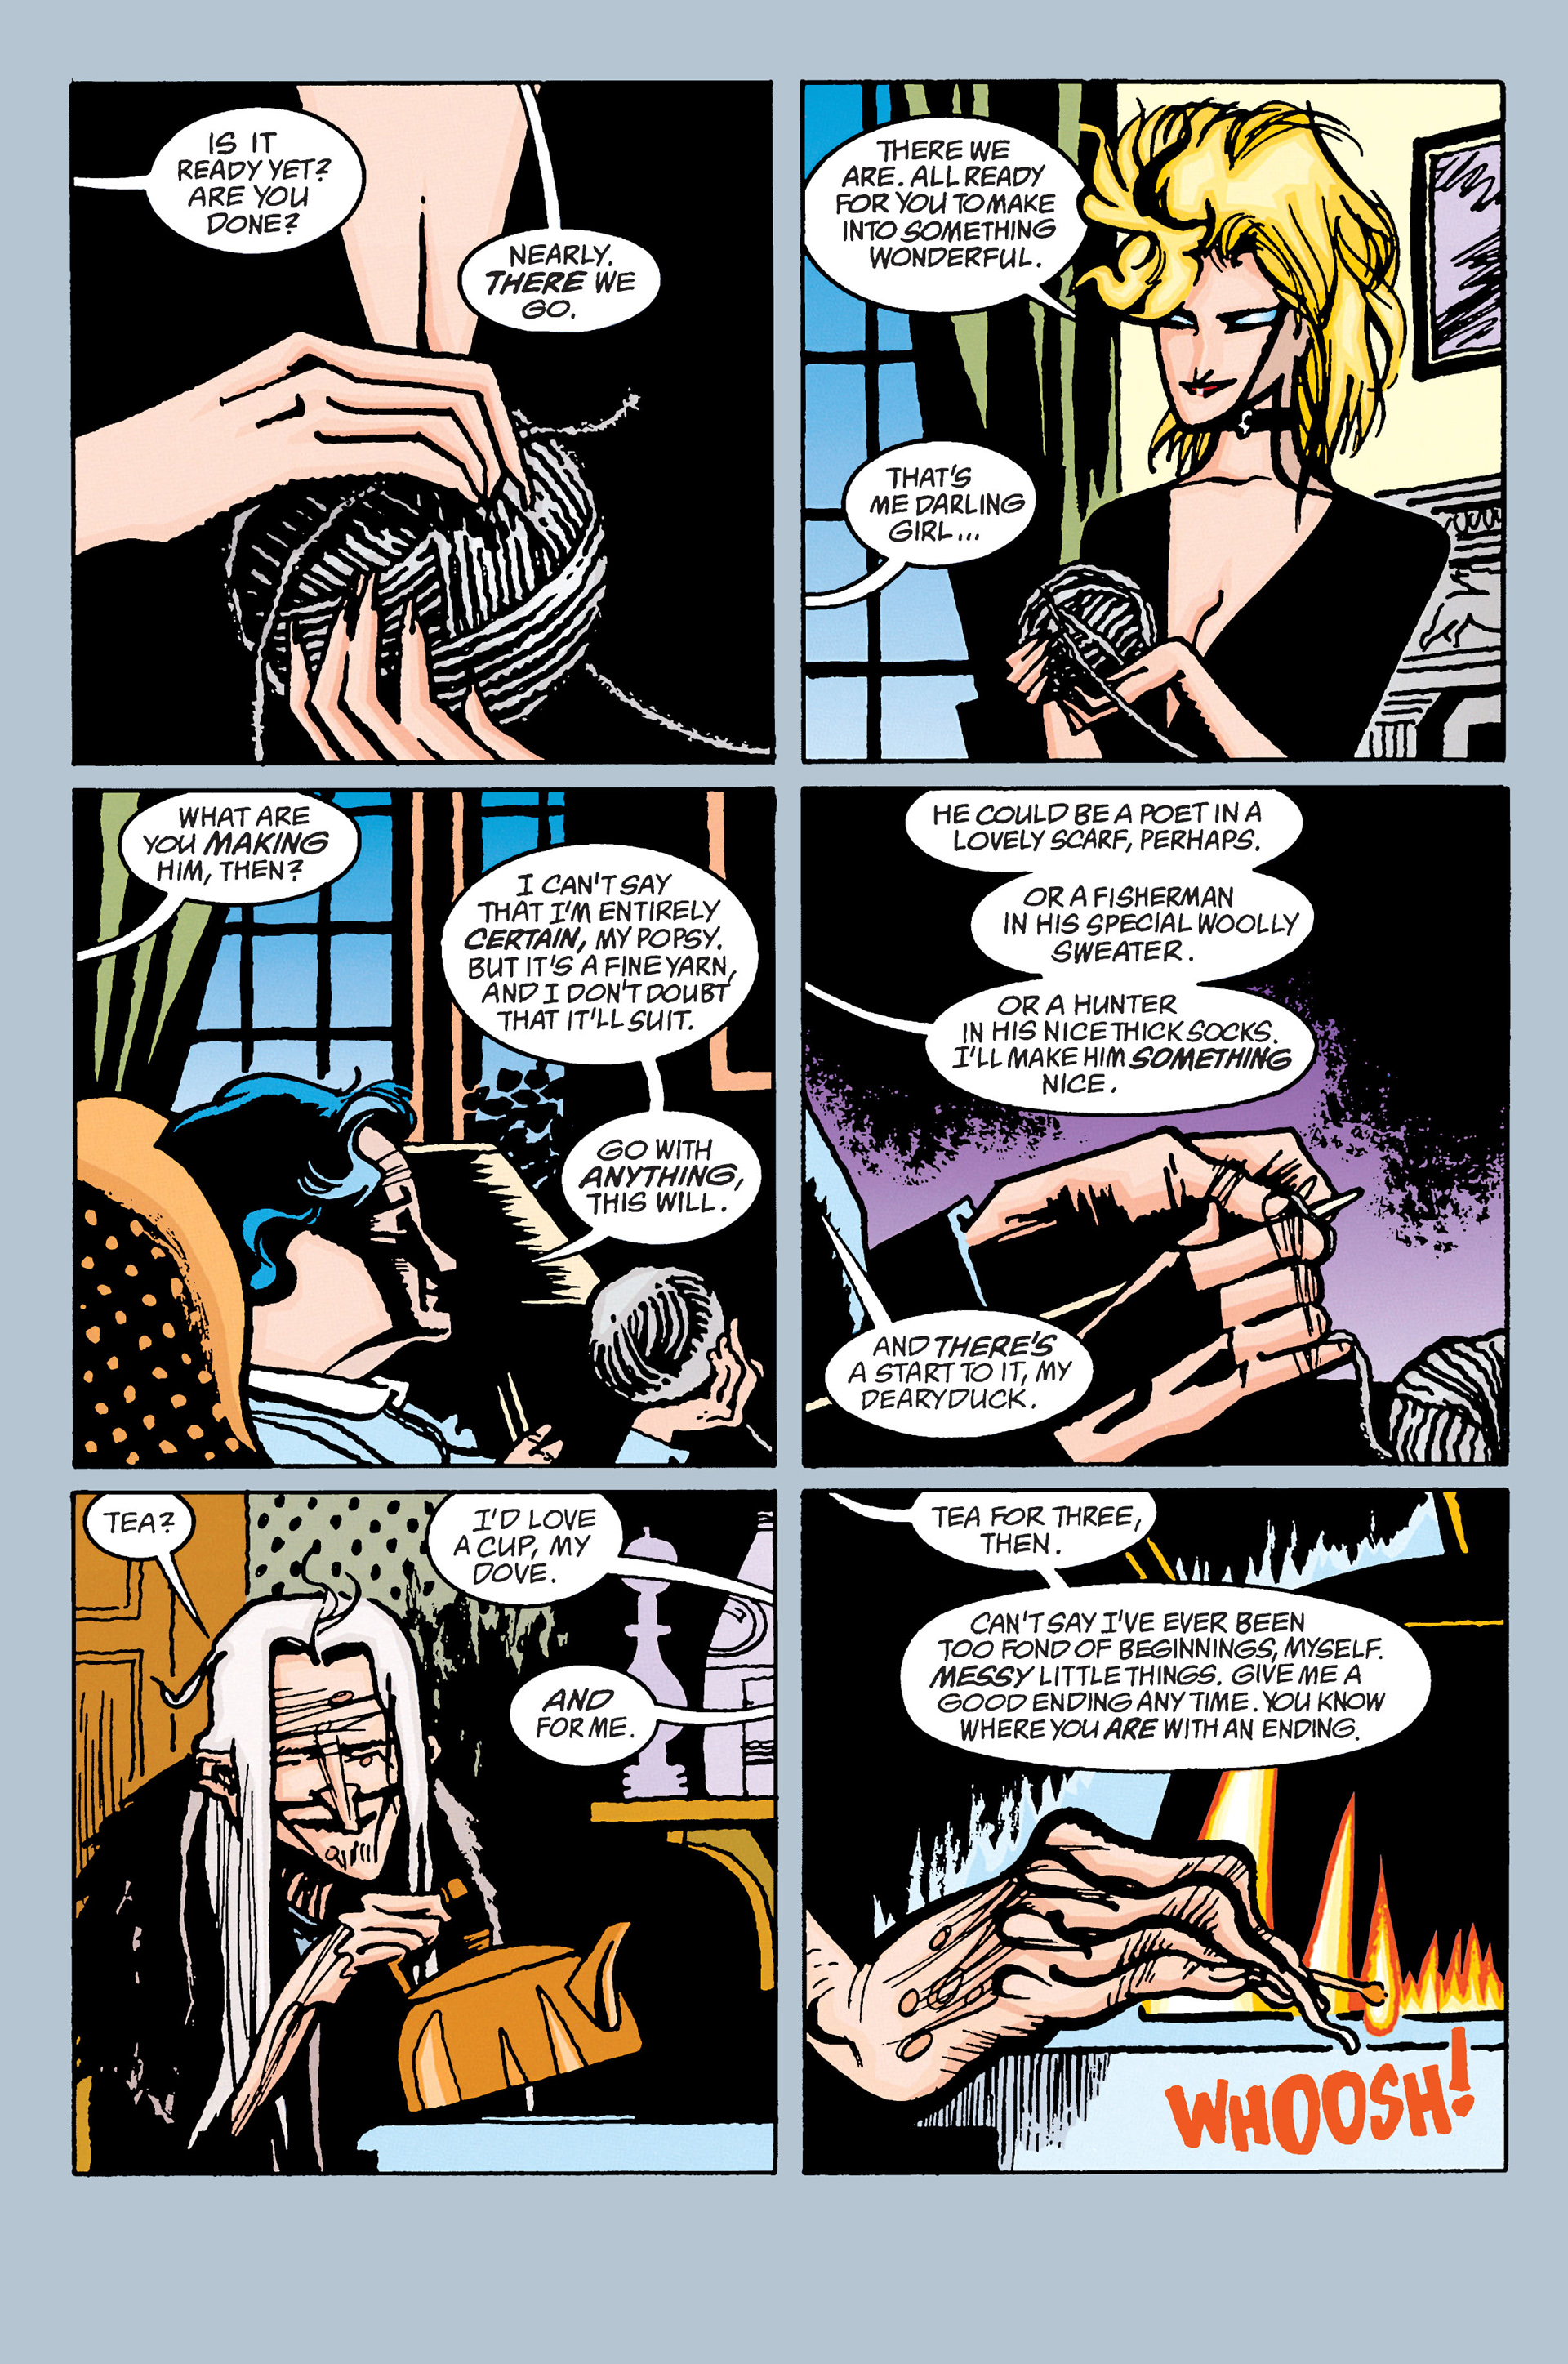 IS IT
READY YET?
ARE YOU
DONE?
NEARLY.
THERE WE
GO.
THERE WE
ARE. ALL READY
FOR YOU TO MAKE
INTO SOMETHING
WONDERFUL.
THAT'S
ME DARLING
GIRL...
WHAT ARE
YOU MAKING
HIM, THEN?
I CAN'T SAY
THAT I'M ENTIRELY
CERTAIN, MY POPSY.
BUT IT'S A FINE YARN,
AND I DON'T DOUBT
THAT IT'LL SUIT.
GO WITH
ANYTHING,
THIS WILL.
HE COULD BE A POET IN A
LOVELY SCARF, PERHAPS.
OR A FISHERMAN
IN HIS SPECIAL WOOLLY
SWEATER.
OR A HUNTER
IN HIS NICE THICK SOCKS.
I'LL MAKE HIM SOMETHING
NICE.
AND THERE'S
A START TO IT, MY
DEARYDUCK.
TEA?
I'D LOVE
A CUP, MY
DOVE.
AND
FOR ME.
TEA FOR THREE,
THEN.
CAN'T SAY I'VE EVER BEEN
TOO FOND OF BEGINNINGS, MYSELF.
MESSY LITTLE THINGS. GIVE ME A
GOOD ENDING ANY TIME. YOU KNOW
WHERE YOU ARE WITH AN ENDING.
WHOOSH!